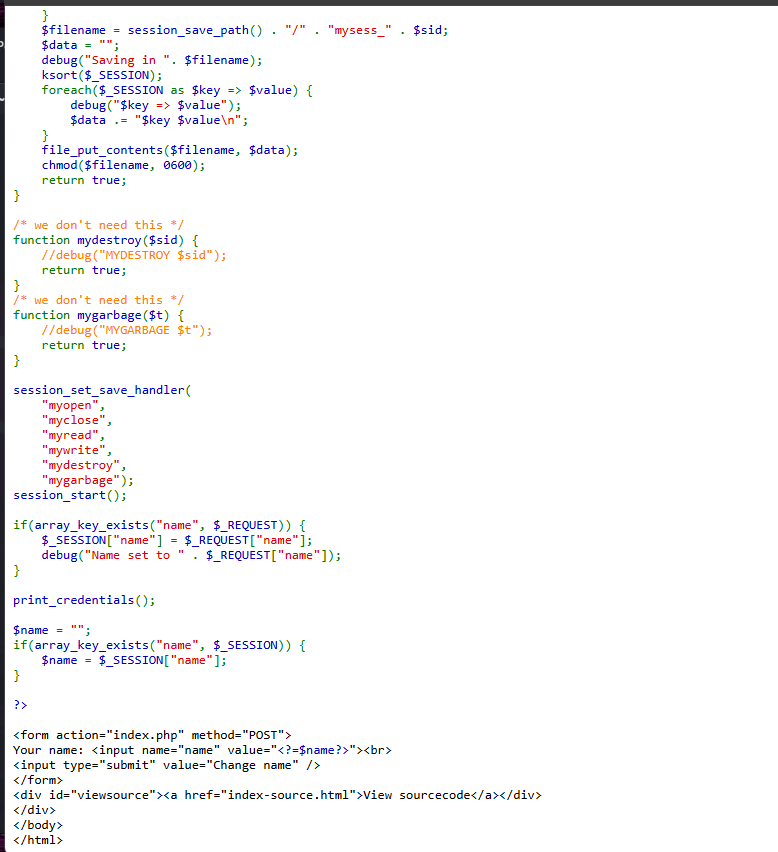 }
    $filename = session_save_path() . "/" . "mysess_" . $sid;
    $data = "";
    debug("Saving in ". $filename);
    ksort($_SESSION);
    foreach($_SESSION as $key => $value) {
        debug("$key => $value");
        $data .= "$key $value\n";
    }
    file_put_contents($filename, $data);
    chmod($filename, 0600);
    return true;
}

/* we don't need this */
function mydestroy($sid) {
    //debug("MYDESTROY $sid");
    return true;
}
/* we don't need this */
function mygarbage($t) {
    //debug("MYGARBAGE $t");
    return true;
}

session_set_save_handler(
    "myopen",
    "myclose",
    "myread",
    "mywrite",
    "mydestroy",
    "mygarbage");
session_start();

if(array_key_exists("name", $_REQUEST)) {
    $_SESSION["name"] = $_REQUEST["name"];
    debug("Name set to " . $_REQUEST["name"]);
}

print_credentials();

$name = "";
if(array_key_exists("name", $_SESSION)) {
    $name = $_SESSION["name"];
}

?>

<form action="index.php" method="POST">
Your name: <input name="name" value="<?=$name?>"><br>
<input type="submit" value="Change name" />
</form>
<div id="viewsource"><a href="index-source.html">View sourcecode</a></div>
</div>
</body>
</html>